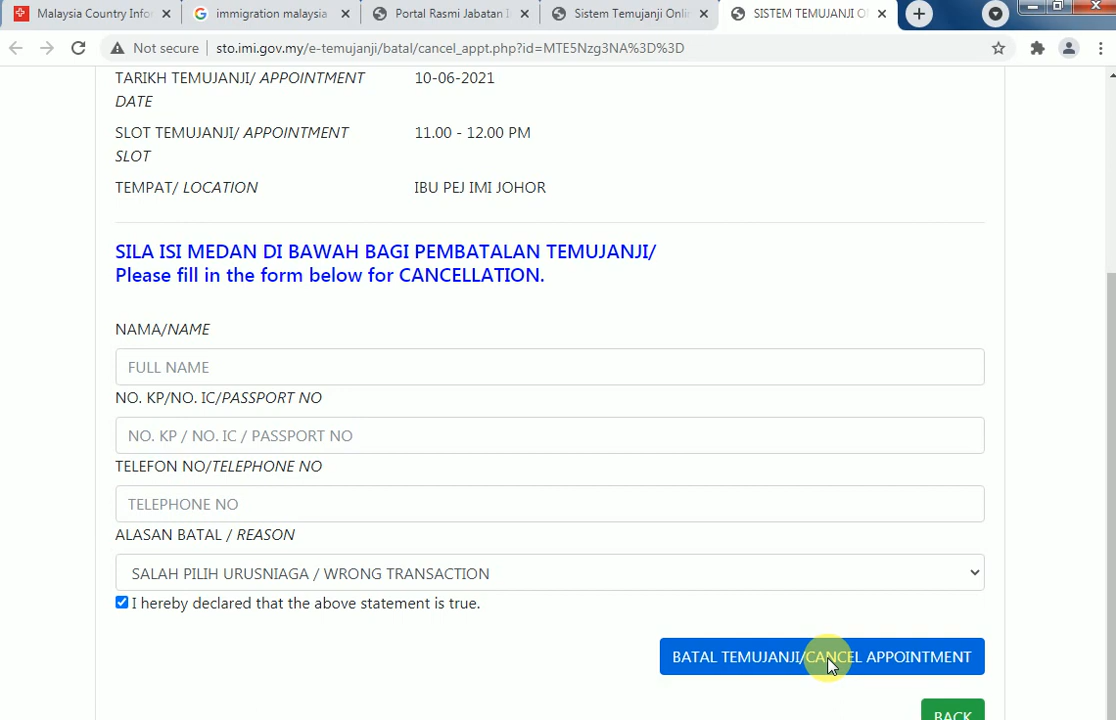 Malaysia Country Info
immigration malaysia
Portal Rasmi Jabatan I
Sistem Temujanji Onli
SISTEM TEMUJANJI O
Not secure
sto.imi.gov.my/e-temujanji/batal/cancel_appt.php?id=MTE5Nzg3NA%3D%3D
TARIKH TEMUJANJI/ APPOINTMENT
DATE
10-06-2021
SLOT TEMUJANJI/ APPOINTMENT
SLOT
11.00 - 12.00 PM
TEMPAT/ LOCATION
IBU PEJ IMI JOHOR
SILA ISI MEDAN DI BAWAH BAGI PEMBATALAN TEMUJANJI/
Please fill in the form below for CANCELLATION.
NAMA/NAME
FULL NAME
NO. KP/NO. IC/PASSPORT NO
NO. KP / NO. IC / PASSPORT NO
TELEFON NO/TELEPHONE NO
TELEPHONE NO
ALASAN BATAL / REASON
SALAH PILIH URUSNIAGA / WRONG TRANSACTION
I hereby declared that the above statement is true.
BATAL TEMUJANJI/CANCEL APPOINTMENT
BACK